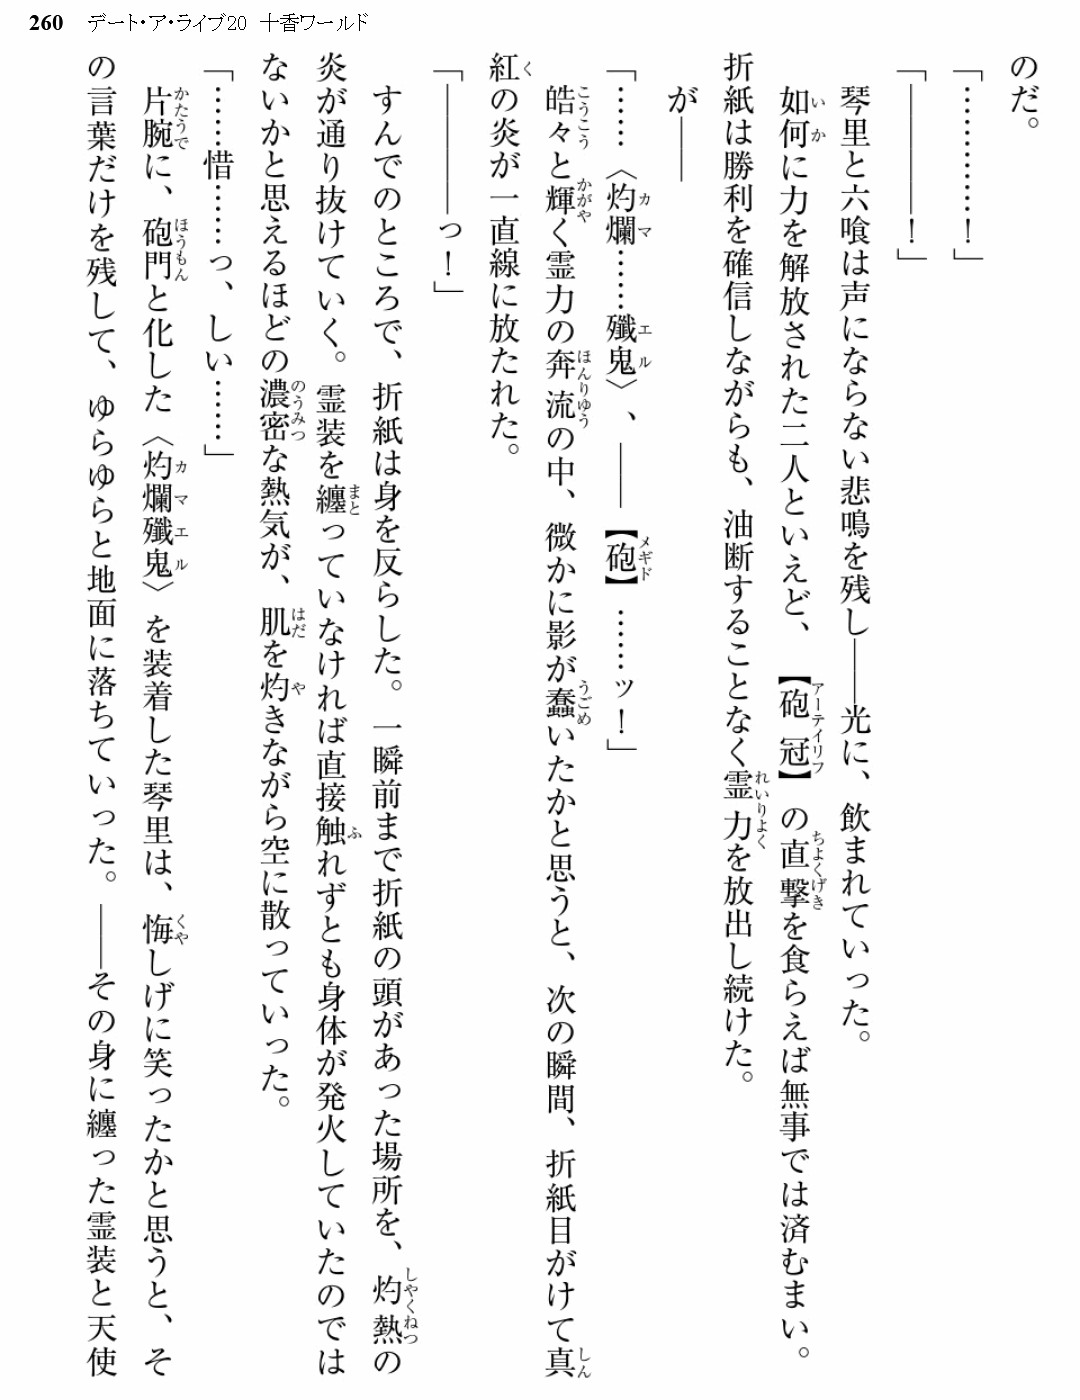 260 デート・ア・ライブ20 十香ワールド
のだ。
「…………！」
「――――！」
琴里と六喰は声にならない悲鳴を残し――光に、飲まれていった。
如何に力を解放された二人といえど、【砲冠】の直撃を食らえば無事では済むまい。
折紙は勝利を確信しながらも、油断することなく霊力を放出し続けた。
が――
「……〈灼爛……殲鬼〉、――【砲】……ッ！」
皓々と輝く霊力の奔流の中、微かに影が蠢いたかと思うと、次の瞬間、折紙目がけて真
紅の炎が一直線に放たれた。
「――――っ！」
すんでのところで、折紙は身を反らした。一瞬前まで折紙の頭があった場所を、灼熱の
炎が通り抜けていく。霊装を纏っていなければ直接触れずとも身体が発火していたのでは
ないかと思えるほどの濃密な熱気が、肌を灼きながら空に散っていった。
「……惜……っ、しい……」
片腕に、砲門と化した〈灼爛殲鬼〉を装着した琴里は、悔しげに笑ったかと思うと、そ
の言葉だけを残して、ゆらゆらと地面に落ちていった。――その身に纏った霊装と天使